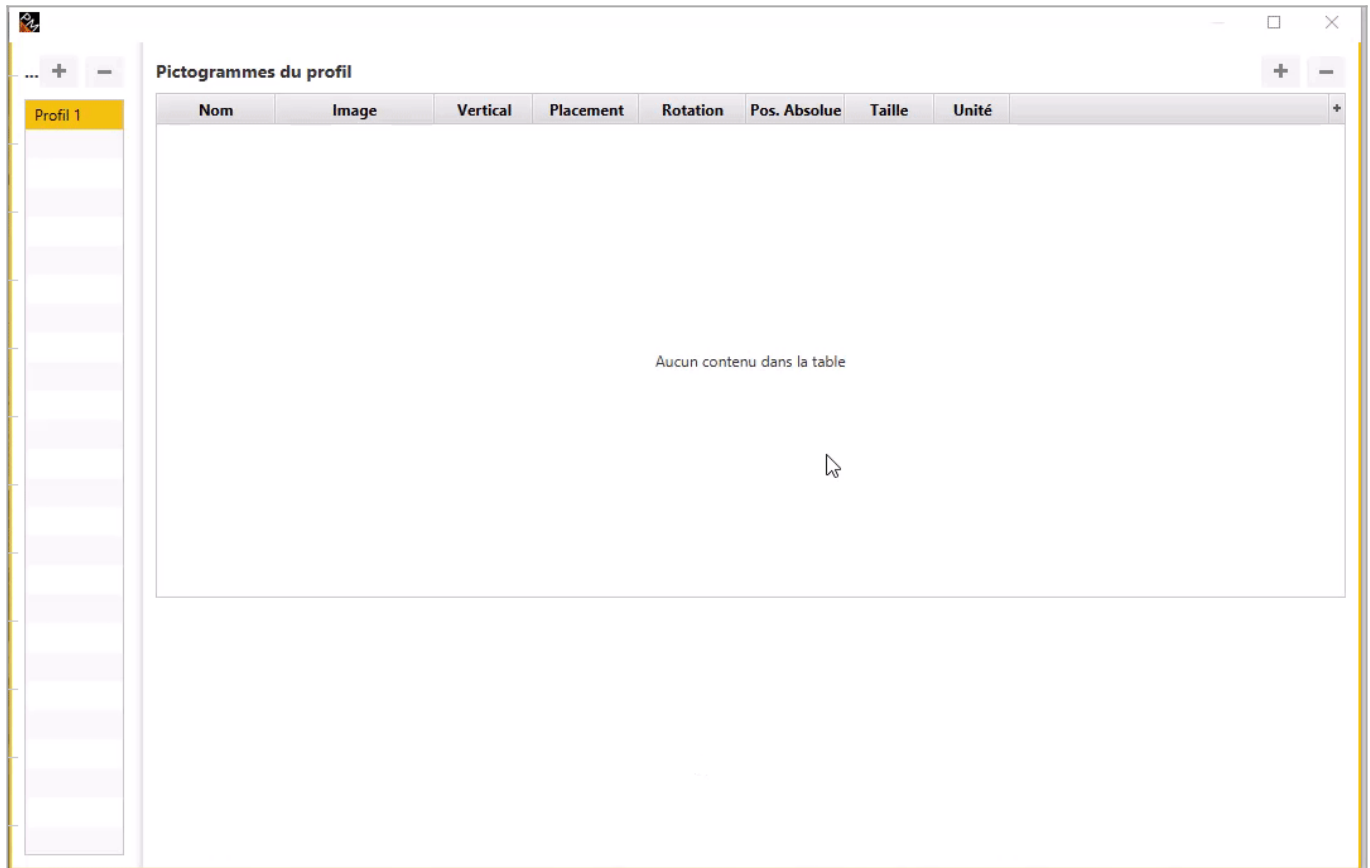 PM
...
Pictogrammes du profil
Profil 1
Nom Image Vertical Placement Rotation Pos. Absolue Taille Unité
Aucun contenu dans la table